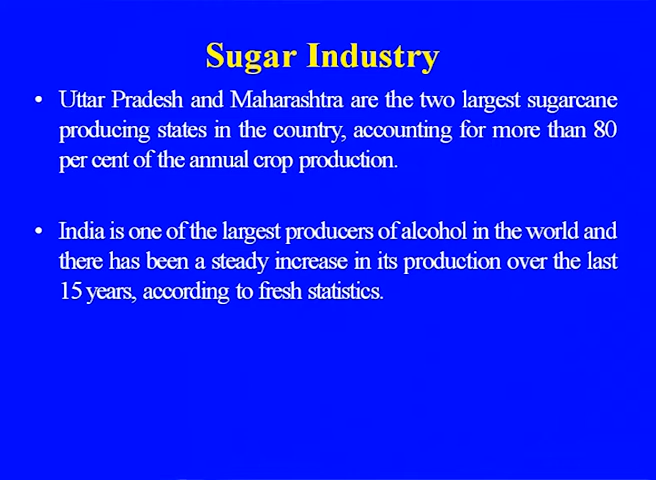 Sugar Industry
• Uttar Pradesh and Maharashtra are the two largest sugarcane
producing states in the country, accounting for more than 80
per cent of the annual crop production.
• India is one of the largest producers of alcohol in the world and
there has been a steady increase in its production over the last
15 years, according to fresh statistics.